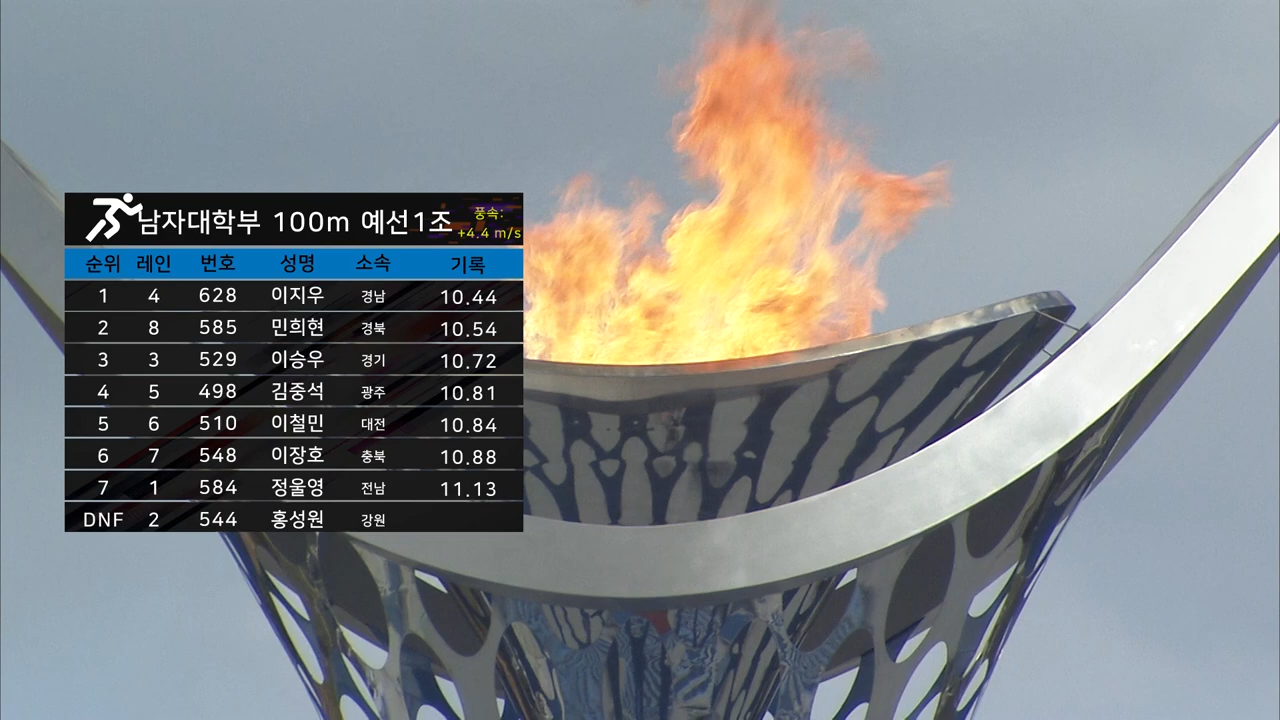 남자대학부 100m 예선1조 풍속: +4.4 m/s
순위 레인 번호 성명 소속 기록
1 4 628 이지우 경남 10.44
2 8 585 민희현 경북 10.54
3 3 529 이승우 경기 10.72
4 5 498 김중석 광주 10.81
5 6 510 이철민 대전 10.84
6 7 548 이장호 충북 10.88
7 1 584 정울영 전남 11.13
DNF 2 544 홍성원 강원